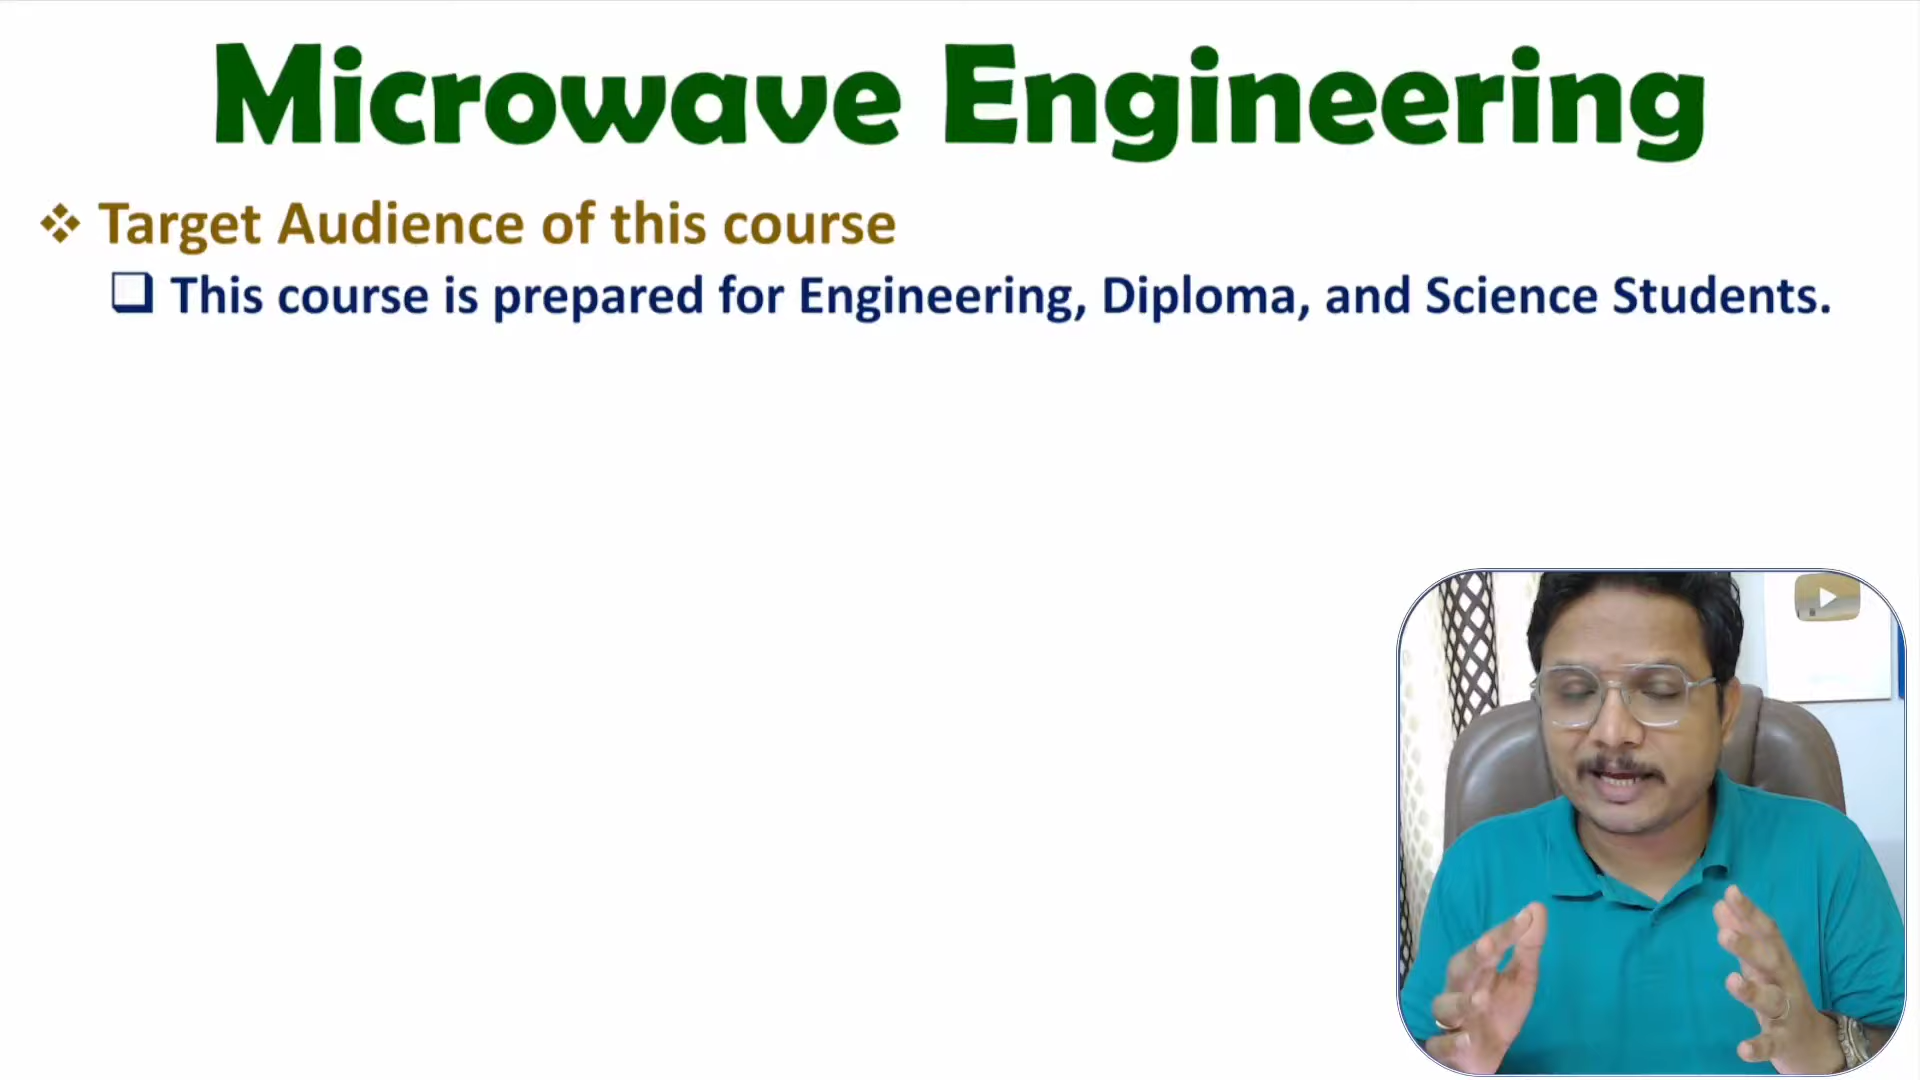 Microwave Engineering
❖ Target Audience of this course
❑ This course is prepared for Engineering, Diploma, and Science Students.